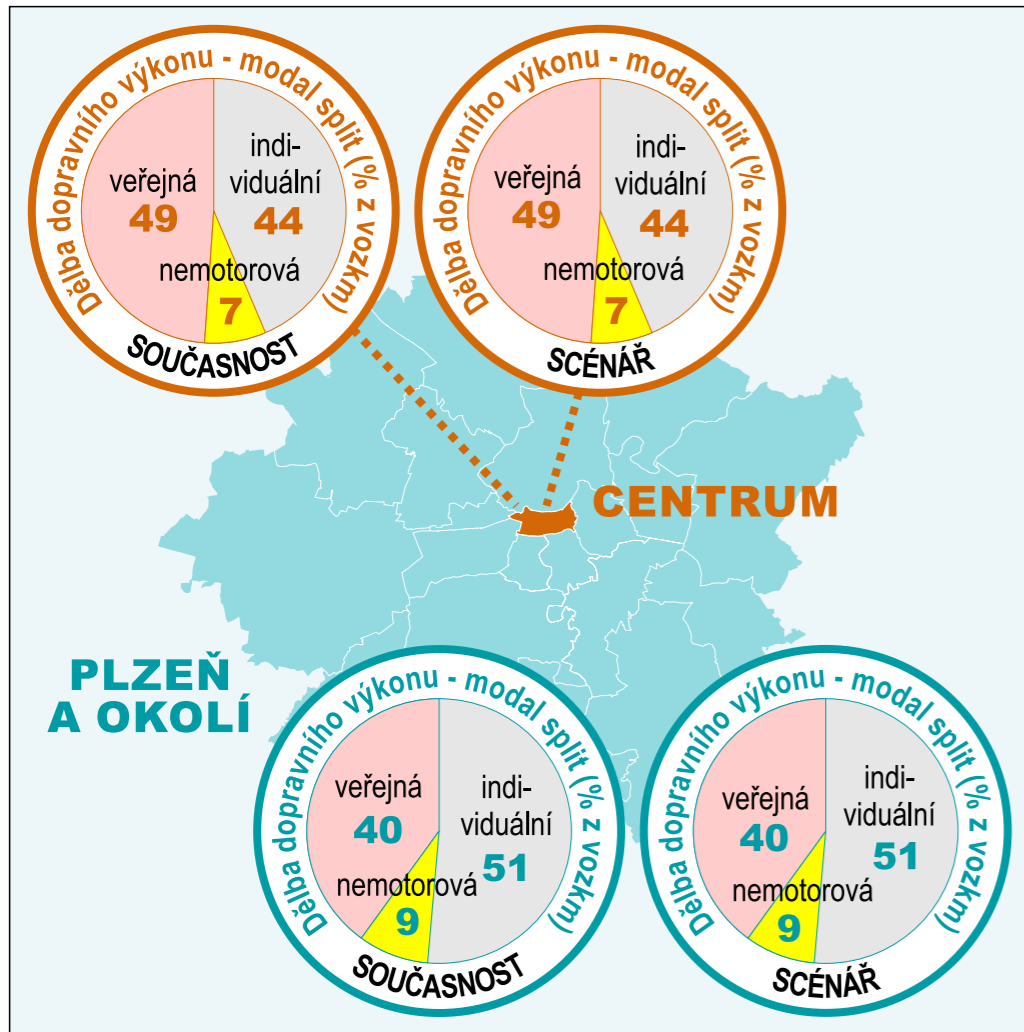 Dělba dopravního výkonu - modal split (% z vozkm)
veřejná
49
indi-
viduální
44
nemotorová
7
SOUČASNOST
Dělba dopravního výkonu - modal split (% z vozkm)
veřejná
49
indi-
viduální
44
nemotorová
7
SCÉNÁŘ
CENTRUM
PLZEŇ
A OKOLÍ
Dělba dopravního výkonu - modal split (% z vozkm)
veřejná
40
indi-
viduální
51
nemotorová
9
SOUČASNOST
Dělba dopravního výkonu - modal split (% z vozkm)
veřejná
40
indi-
viduální
51
nemotorová
9
SCÉNÁŘ